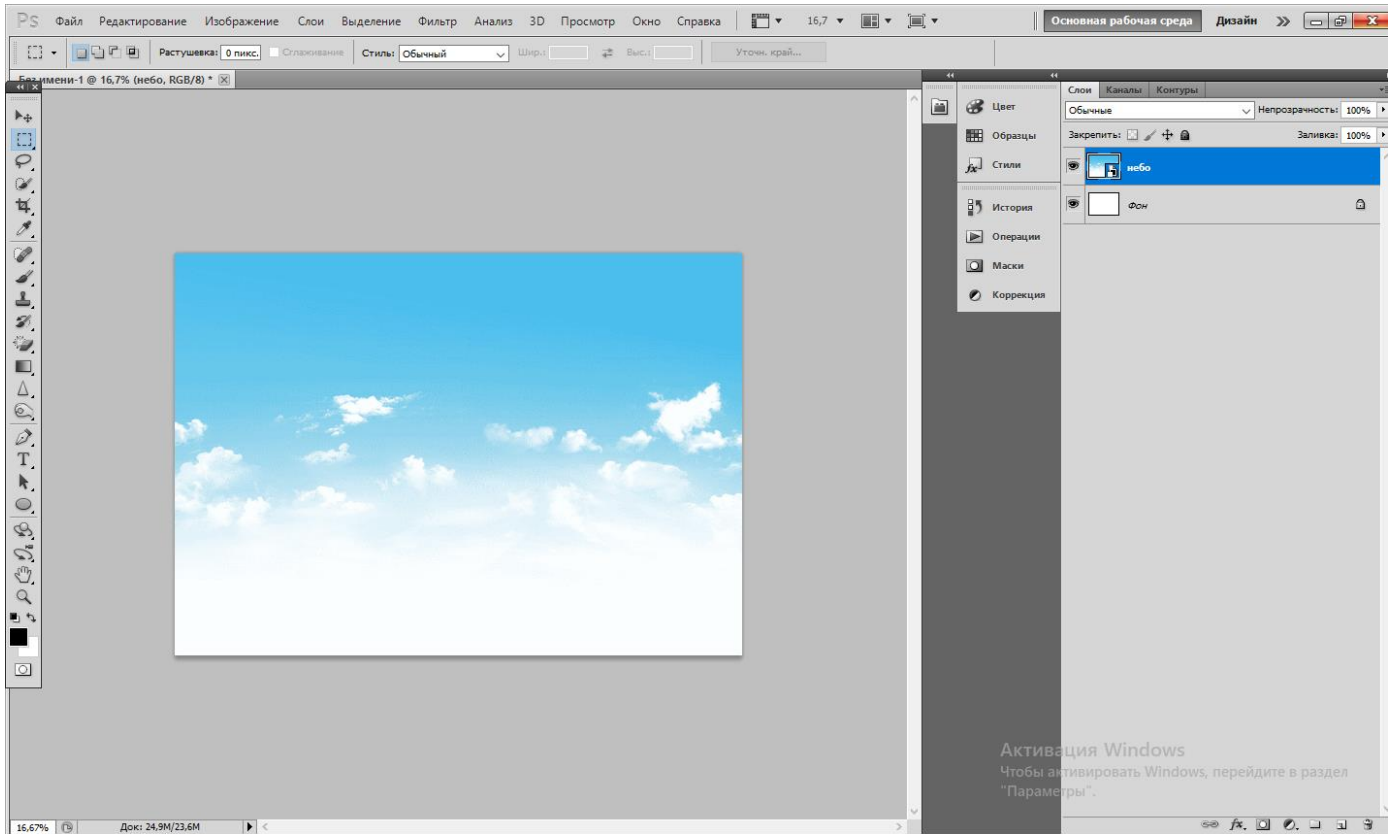 Ps Файл Редактирование Изображение Слои Выделение Фильтр Анализ 3D Просмотр Окно Справка 16,7 Основная рабочая среда Дизайн
Растушевка: 0 пикс. Сглаживание Стиль: Обычный Шир.: Выс.: Уточн. край...
Без имени-1 @ 16,7% (небо, RGB/8) *
Слои Каналы Контуры
Обычные Непрозрачность: 100%
Закрепить: Заливка: 100%
небо
Фон
Цвет
Образцы
Стили
История
Операции
Маски
Коррекция
Активация Windows
Чтобы активировать Windows, перейдите в раздел
"Параметры".
16,67% Док: 24,9M/23,6M